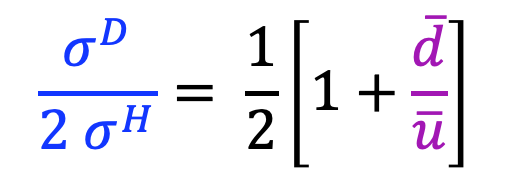 σ^D / 2 σ^H = 1/2 [1 + d̄/ū]